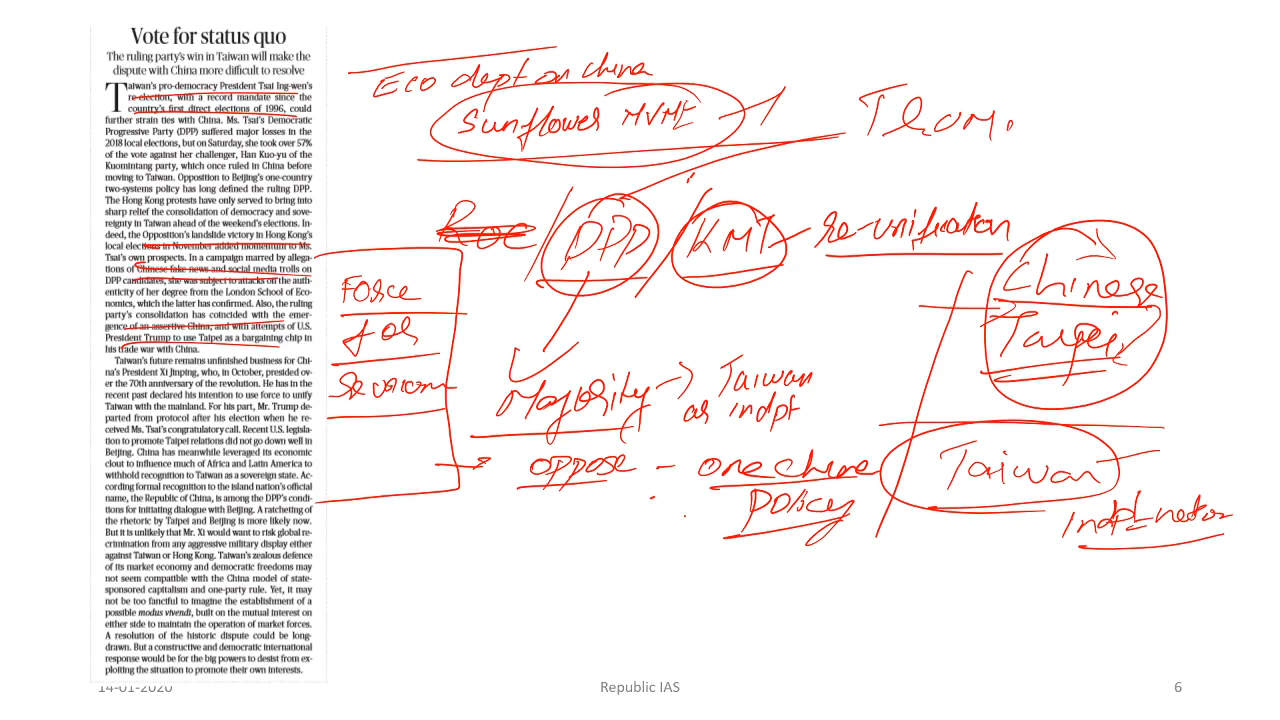 Vote for status quo
The ruling party's win in Taiwan will make the
dispute with China more difficult to resolve
Taiwan's pro-democracy President Tsai Ing-wen's
re-election, with a record mandate since the
country's first direct elections of 1996, could
further strain ties with China. Ms. Tsai's Democratic
Progressive Party (DPP) suffered major losses in the
2018 local elections, but on Saturday, she took over 57%
of the vote against her challenger, Han Kuo-yu of the
Kuomintang party, which once ruled in China before
moving to Taiwan. Opposition to Beijing's one-country
two-systems policy has long defined the ruling DPP.
The Hong Kong protests have only served to bring into
sharp relief the consolidation of democracy and sove-
reignty in Taiwan ahead of the weekend's elections. In-
deed, the Opposition's landslide victory in Hong Kong's
local elections in November added momentum to Ms.
Tsai's own prospects. In a campaign marred by allega-
tions of Chinese fake news and social media trolls on
DPP candidates, she was subject to attacks on the auth-
enticity of her degree from the London School of Eco-
nomics, which the latter has confirmed. Also, the ruling
party's consolidation has coincided with the emer-
gence of an assertive China, and with attempts of U.S.
President Trump to use Taipei as a bargaining chip in
his trade war with China.
Taiwan's future remains unfinished business for Chi-
na's President Xi Jinping, who, in October, presided ov-
er the 70th anniversary of the revolution. He has in the
recent past declared his intention to use force to unify
Taiwan with the mainland. For his part, Mr. Trump de-
parted from protocol after his election when he re-
ceived Ms. Tsai's congratulatory call. Recent U.S. legisla-
tion to promote Taipei relations did not go down well in
Beijing. China has meanwhile leveraged its economic
clout to influence much of Africa and Latin America to
withhold recognition to Taiwan as a sovereign state. Ac-
cording formal recognition to the island nation's official
name, the Republic of China, is among the DPP's condi-
tions for initiating dialogue with Beijing. A ratcheting of
the rhetoric by Taipei and Beijing is more likely now.
But it is unlikely that Mr. Xi would want to risk global re-
crimination from any aggressive military display either
against Taiwan or Hong Kong. Taiwan's zealous defence
of its market economy and democratic freedoms may
not seem compatible with the China model of state-
sponsored capitalism and one-party rule. Yet, it may
not be too fanciful to imagine the establishment of a
possible modus vivendi, built on the mutual interest on
either side to maintain the operation of market forces.
A resolution of the historic dispute could be long-
drawn. But a constructive and democratic international
response would be for the big powers to desist from ex-
ploiting the situation to promote their own interests.
Eco dept on china
Sunflower MVMt
ROC / DPP / KMT - re-unification
Force
for
Chinese
Taipei
Majority → Taiwan
as indpt
oppose - one china
policy
Taiwan
14-01-2020
Republic IAS
6